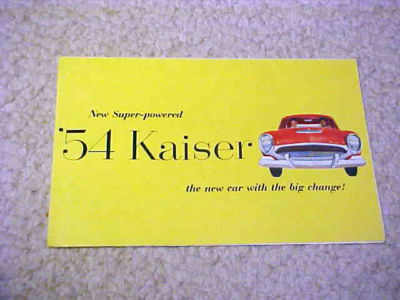 New Super-powered
'54 Kaiser
the new car with the big change!